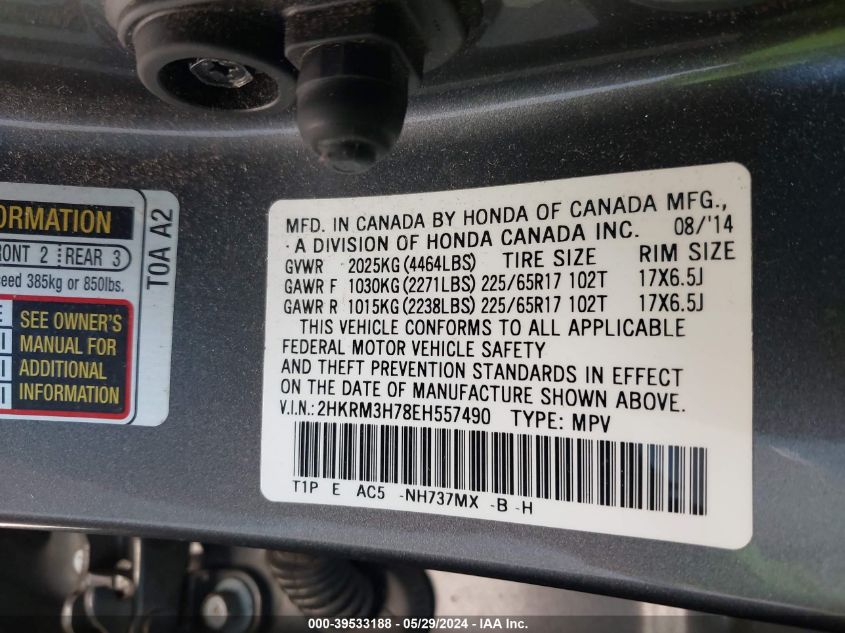 ORMATION
RONT 2 REAR 3
eed 385kg or 850lbs.
SEE OWNER'S
MANUAL FOR
ADDITIONAL
INFORMATION
T0A A2
MFD. IN CANADA BY HONDA OF CANADA MFG.,
A DIVISION OF HONDA CANADA INC. 08/'14
GVWR 2025KG(4464LBS) TIRE SIZE RIM SIZE
GAWR F 1030KG(2271LBS) 225/65R17 102T 17X6.5J
GAWR R 1015KG(2238LBS) 225/65R17 102T 17X6.5J
THIS VEHICLE CONFORMS TO ALL APPLICABLE
FEDERAL MOTOR VEHICLE SAFETY
AND THEFT PREVENTION STANDARDS IN EFFECT
ON THE DATE OF MANUFACTURE SHOWN ABOVE.
V.I.N.: 2HKRM3H78EH557490 TYPE: MPV
T1P E AC5 -NH737MX -B -H
000-39533188 - 05/29/2024 - IAA Inc.